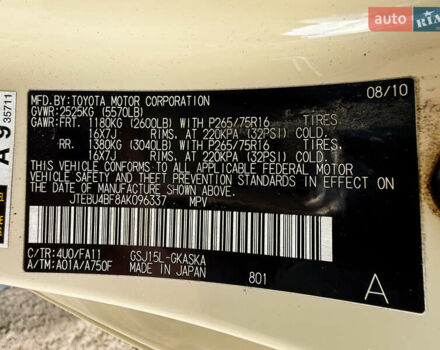 AUTO RIA
A 9
35711
MFD. BY: TOYOTA MOTOR CORPORATION 08/10
GVWR: 2525KG (5570LB)
GAWR: FRT. 1180KG (2600LB) WITH P265/75R16 TIRES,
16X7J RIMS, AT 220KPA (32PSI) COLD.
RR. 1380KG (3040LB) WITH P265/75R16 TIRES,
16X7J RIMS, AT 220KPA (32PSI) COLD.
THIS VEHICLE CONFORMS TO ALL APPLICABLE FEDERAL MOTOR
VEHICLE SAFETY AND THEFT PREVENTION STANDARDS IN EFFECT ON
THE DATE OF MANUFACTURE SHOWN ABOVE.
JTEBU4BF8AK096337 MPV
C/TR: 4U0/FA11 GSJ15L-GKASKA
A/TM: A01A/A750F MADE IN JAPAN 801 A